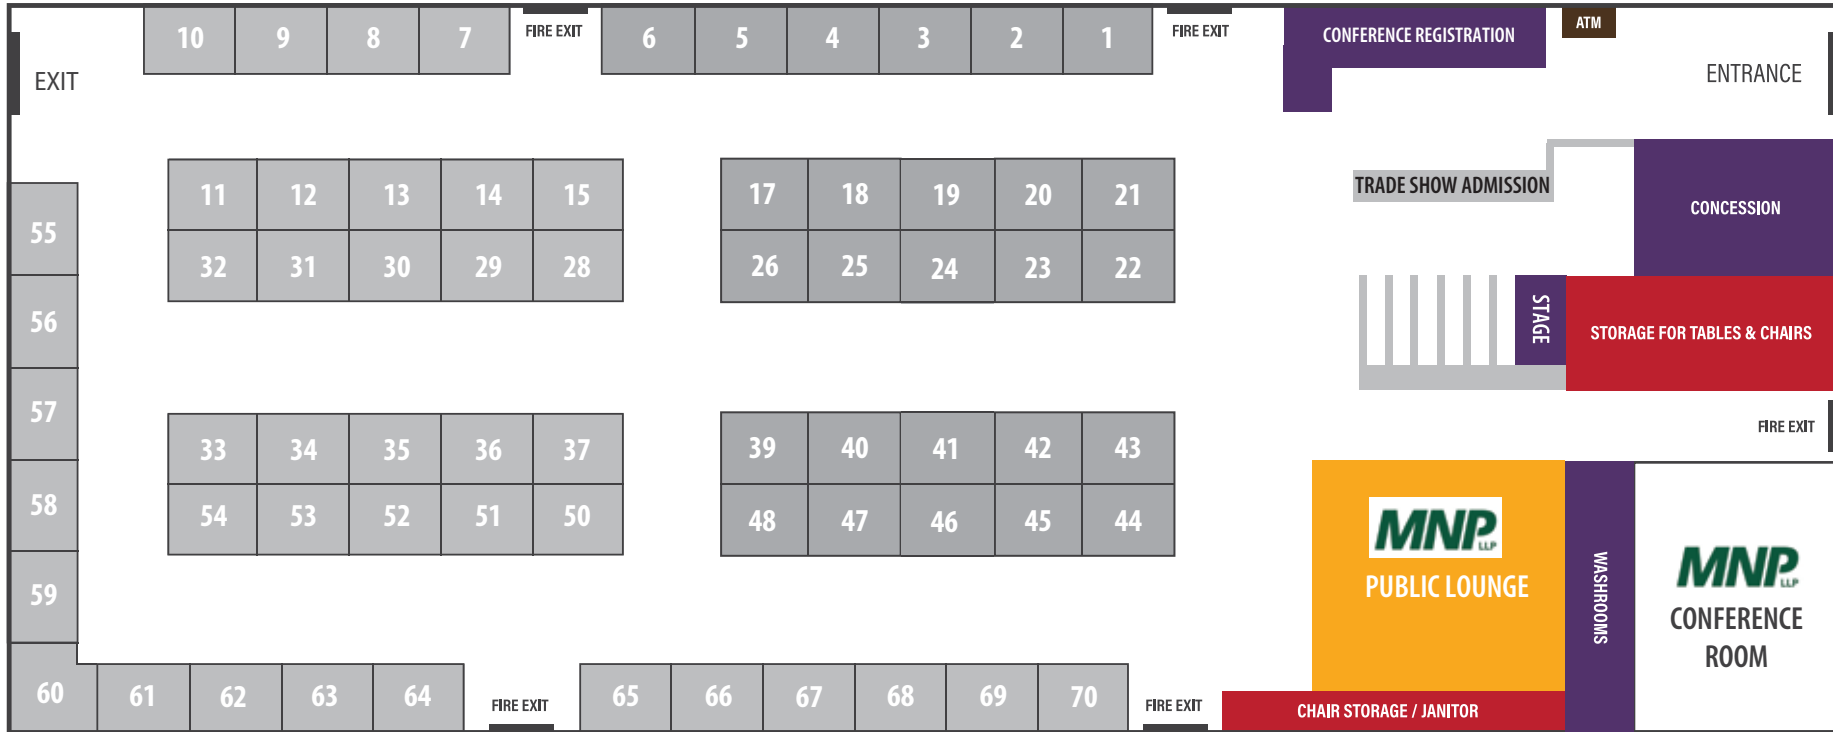 10 9 8 7 FIRE EXIT 6 5 4 3 2 1 FIRE EXIT CONFERENCE REGISTRATION ATM
EXIT ENTRANCE
11 12 13 14 15 17 18 19 20 21 TRADE SHOW ADMISSION CONCESSION
55
32 31 30 29 28 26 25 24 23 22
56 STAGE STORAGE FOR TABLES & CHAIRS
57
33 34 35 36 37 39 40 41 42 43 FIRE EXIT
58
54 53 52 51 50 48 47 46 45 44
MNP
LLP
PUBLIC LOUNGE
WASHROOMS
MNP
LLP
CONFERENCE
ROOM
59
60 61 62 63 64 FIRE EXIT 65 66 67 68 69 70 FIRE EXIT CHAIR STORAGE / JANITOR